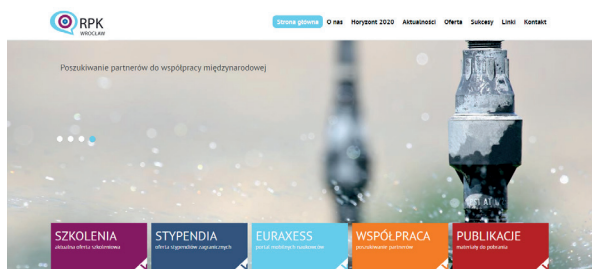 RPK
WROCŁAW
Strona główna O nas Horyzont 2020 Aktualności Oferta Sukcesy Linki Kontakt
Poszukiwanie partnerów do współpracy międzynarodowej
SZKOLENIA
aktualna oferta szkoleniowa
STYPENDIA
oferta stypendiów zagranicznych
EURAXESS
portal mobilnych naukowców
WSPÓŁPRACA
poszukiwanie partnerów
PUBLIKACJE
materiały do pobrania